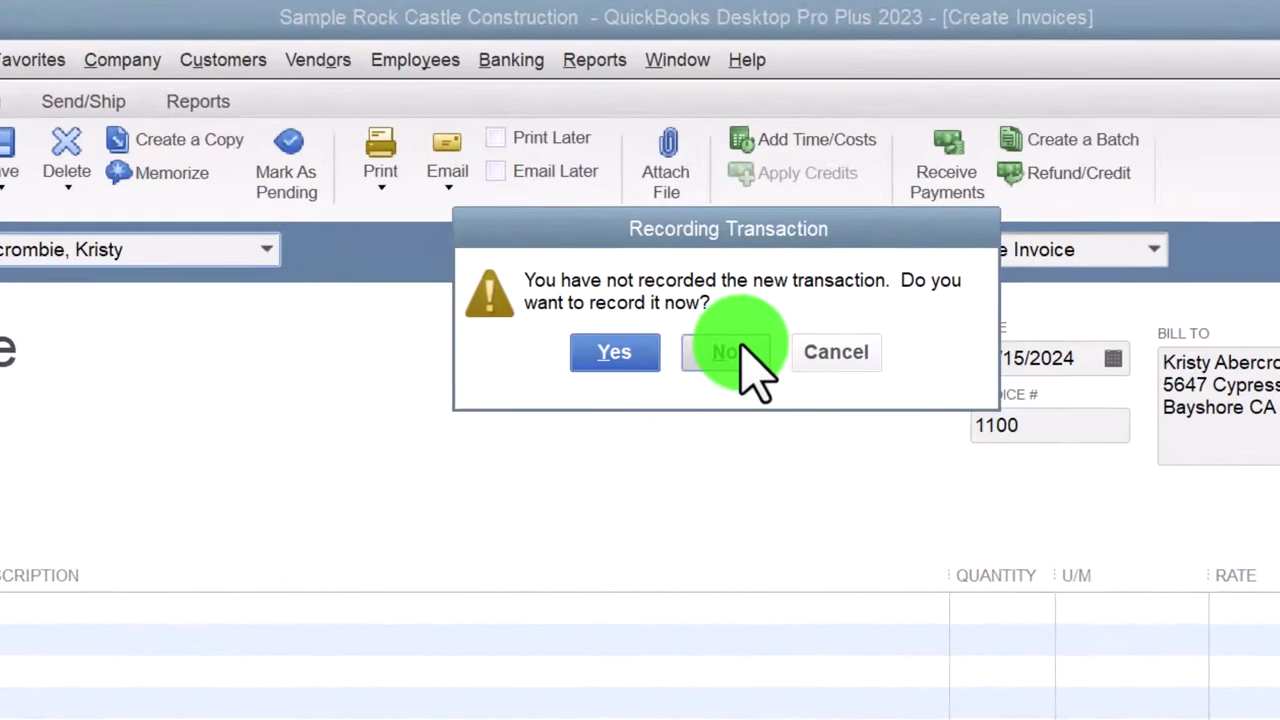 Sample Rock Castle Construction - QuickBooks Desktop Pro Plus 2023 - [Create Invoices]
avorites Company Customers Vendors Employees Banking Reports Window Help
Send/Ship Reports
ve
Delete
Create a Copy
Memorize
Mark As
Pending
Print
Email
Print Later
Email Later
Attach
File
Add Time/Costs
Apply Credits
Receive
Payments
Create a Batch
Refund/Credit
crombie, Kristy
e Invoice
Recording Transaction
You have not recorded the new transaction. Do you
want to record it now?
Yes No Cancel
e
E
/15/2024
OICE #
1100
BILL TO
Kristy Abercro
5647 Cypres
Bayshore CA
SCRIPTION QUANTITY U/M RATE